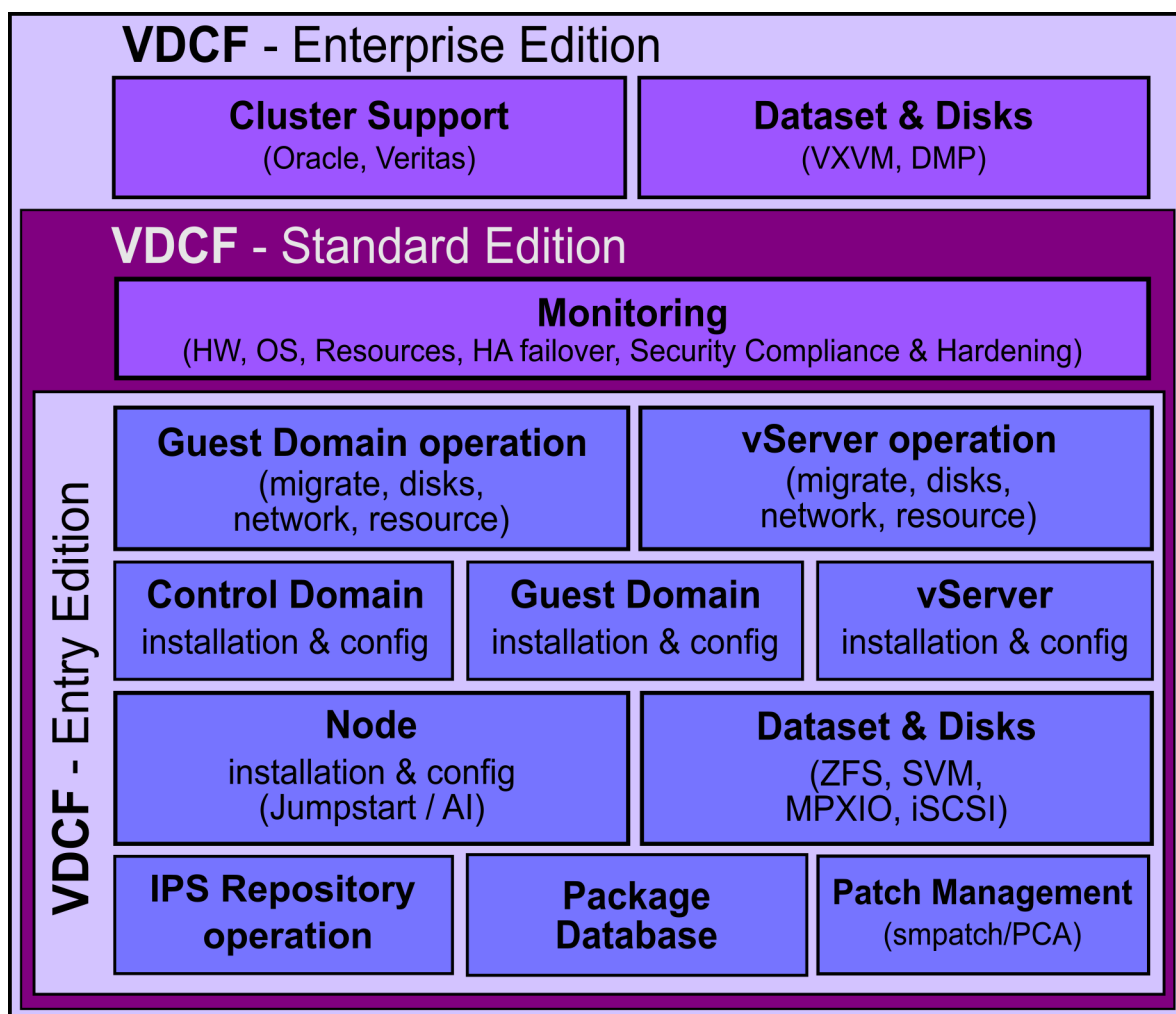 VDCF - Enterprise Edition
Cluster Support
(Oracle, Veritas)
Dataset & Disks
(VXVM, DMP)
VDCF - Standard Edition
Monitoring
(HW, OS, Resources, HA failover, Security Compliance & Hardening)
VDCF - Entry Edition
Guest Domain operation
(migrate, disks,
network, resource)
vServer operation
(migrate, disks,
network, resource)
Control Domain
installation & config
Guest Domain
installation & config
vServer
installation & config
Node
installation & config
(Jumpstart / AI)
Dataset & Disks
(ZFS, SVM,
MPXIO, iSCSI)
IPS Repository
operation
Package
Database
Patch Management
(smpatch/PCA)